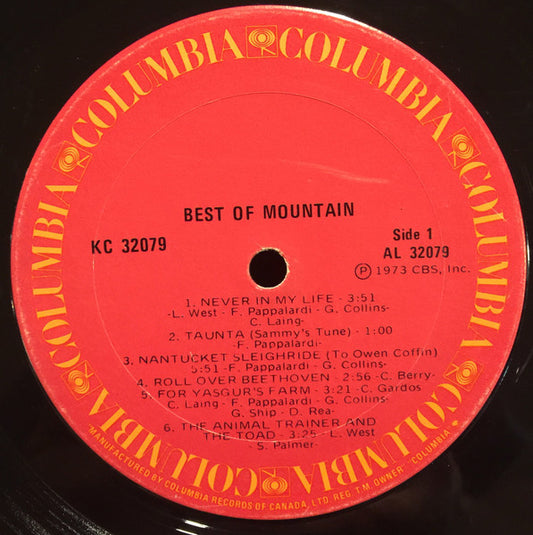 COLUMBIA COLUMBIA COLUMBIA COLUMBIA COLUMBIA COLUMBIA
BEST OF MOUNTAIN
KC 32079
Side 1
AL 32079
Ⓟ 1973 CBS, Inc.
1. NEVER IN MY LIFE - 3:51
-L. West - F. Pappalardi - G. Collins-
C. Laing-
2. TAUNTA (Sammy's Tune) - 1:00
-F. Pappalardi-
3. NANTUCKET SLEIGHRIDE (To Owen Coffin)
5:51 -F. Pappalardi - G. Collins-
4. ROLL OVER BEETHOVEN - 2:56 -C. Berry-
5. FOR YASGUR'S FARM - 3:21 -C. Gardos
C. Laing - F. Pappalardi - G. Collins-
G. Ship - D. Rea-
6. THE ANIMAL TRAINER AND
THE TOAD - 3:25 -L. West
-S. Palmer-
"MANUFACTURED BY COLUMBIA RECORDS OF CANADA, LTD. REG. T.M. OWNER" "COLUMBIA"